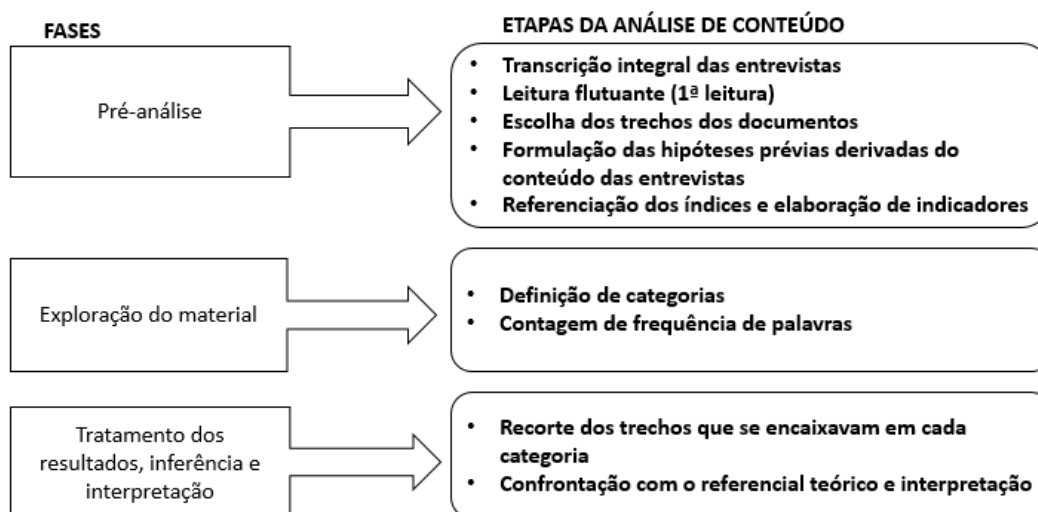 FASES
ETAPAS DA ANÁLISE DE CONTEÚDO
Pré-análise
• Transcrição integral das entrevistas
• Leitura flutuante (1ª leitura)
• Escolha dos trechos dos documentos
• Formulação das hipóteses prévias derivadas do
conteúdo das entrevistas
• Referenciação dos índices e elaboração de indicadores
Exploração do material
• Definição de categorias
• Contagem de frequência de palavras
Tratamento dos
resultados, inferência e
interpretação
• Recorte dos trechos que se encaixavam em cada
categoria
• Confrontação com o referencial teórico e interpretação